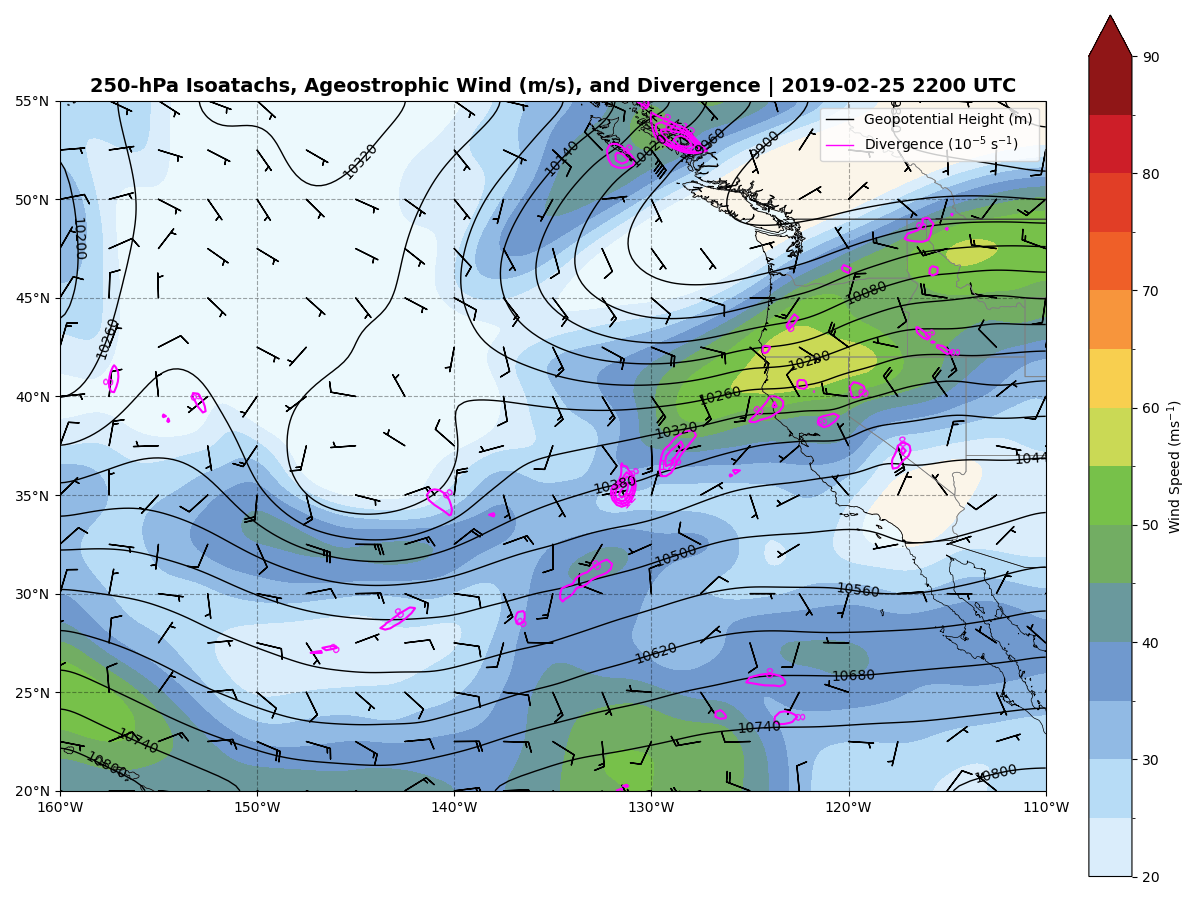 250-hPa Isoatachs, Ageostrophic Wind (m/s), and Divergence | 2019-02-25 2200 UTC
Geopotential Height (m)
Divergence (10⁻⁵ s⁻¹)
55°N
50°N
45°N
40°N
35°N
30°N
25°N
20°N
160°W
150°W
140°W
130°W
120°W
110°W
90
80
70
60
50
40
30
20
Wind Speed (ms⁻¹)
10320
10140
10020
9960
9900
10200
10260
10080
10200
10260
10320
10380
1044
10500
10560
10620
10680
10740
10740
10800
10800